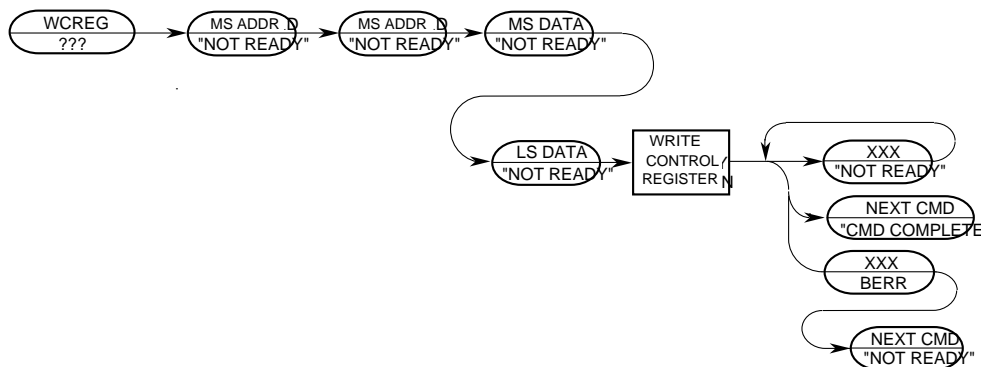 WCREG
???
MS ADDR .D
"NOT READY"
MS ADDR .D
"NOT READY"
MS DATA
"NOT READY"
LS DATA
"NOT READY"
WRITE
CONTROL
REGISTER
XXX
"NOT READY"
NEXT CMD
"CMD COMPLETE
XXX
BERR
NEXT CMD
"NOT READY"